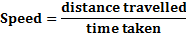 Speed = distance travelled
time taken